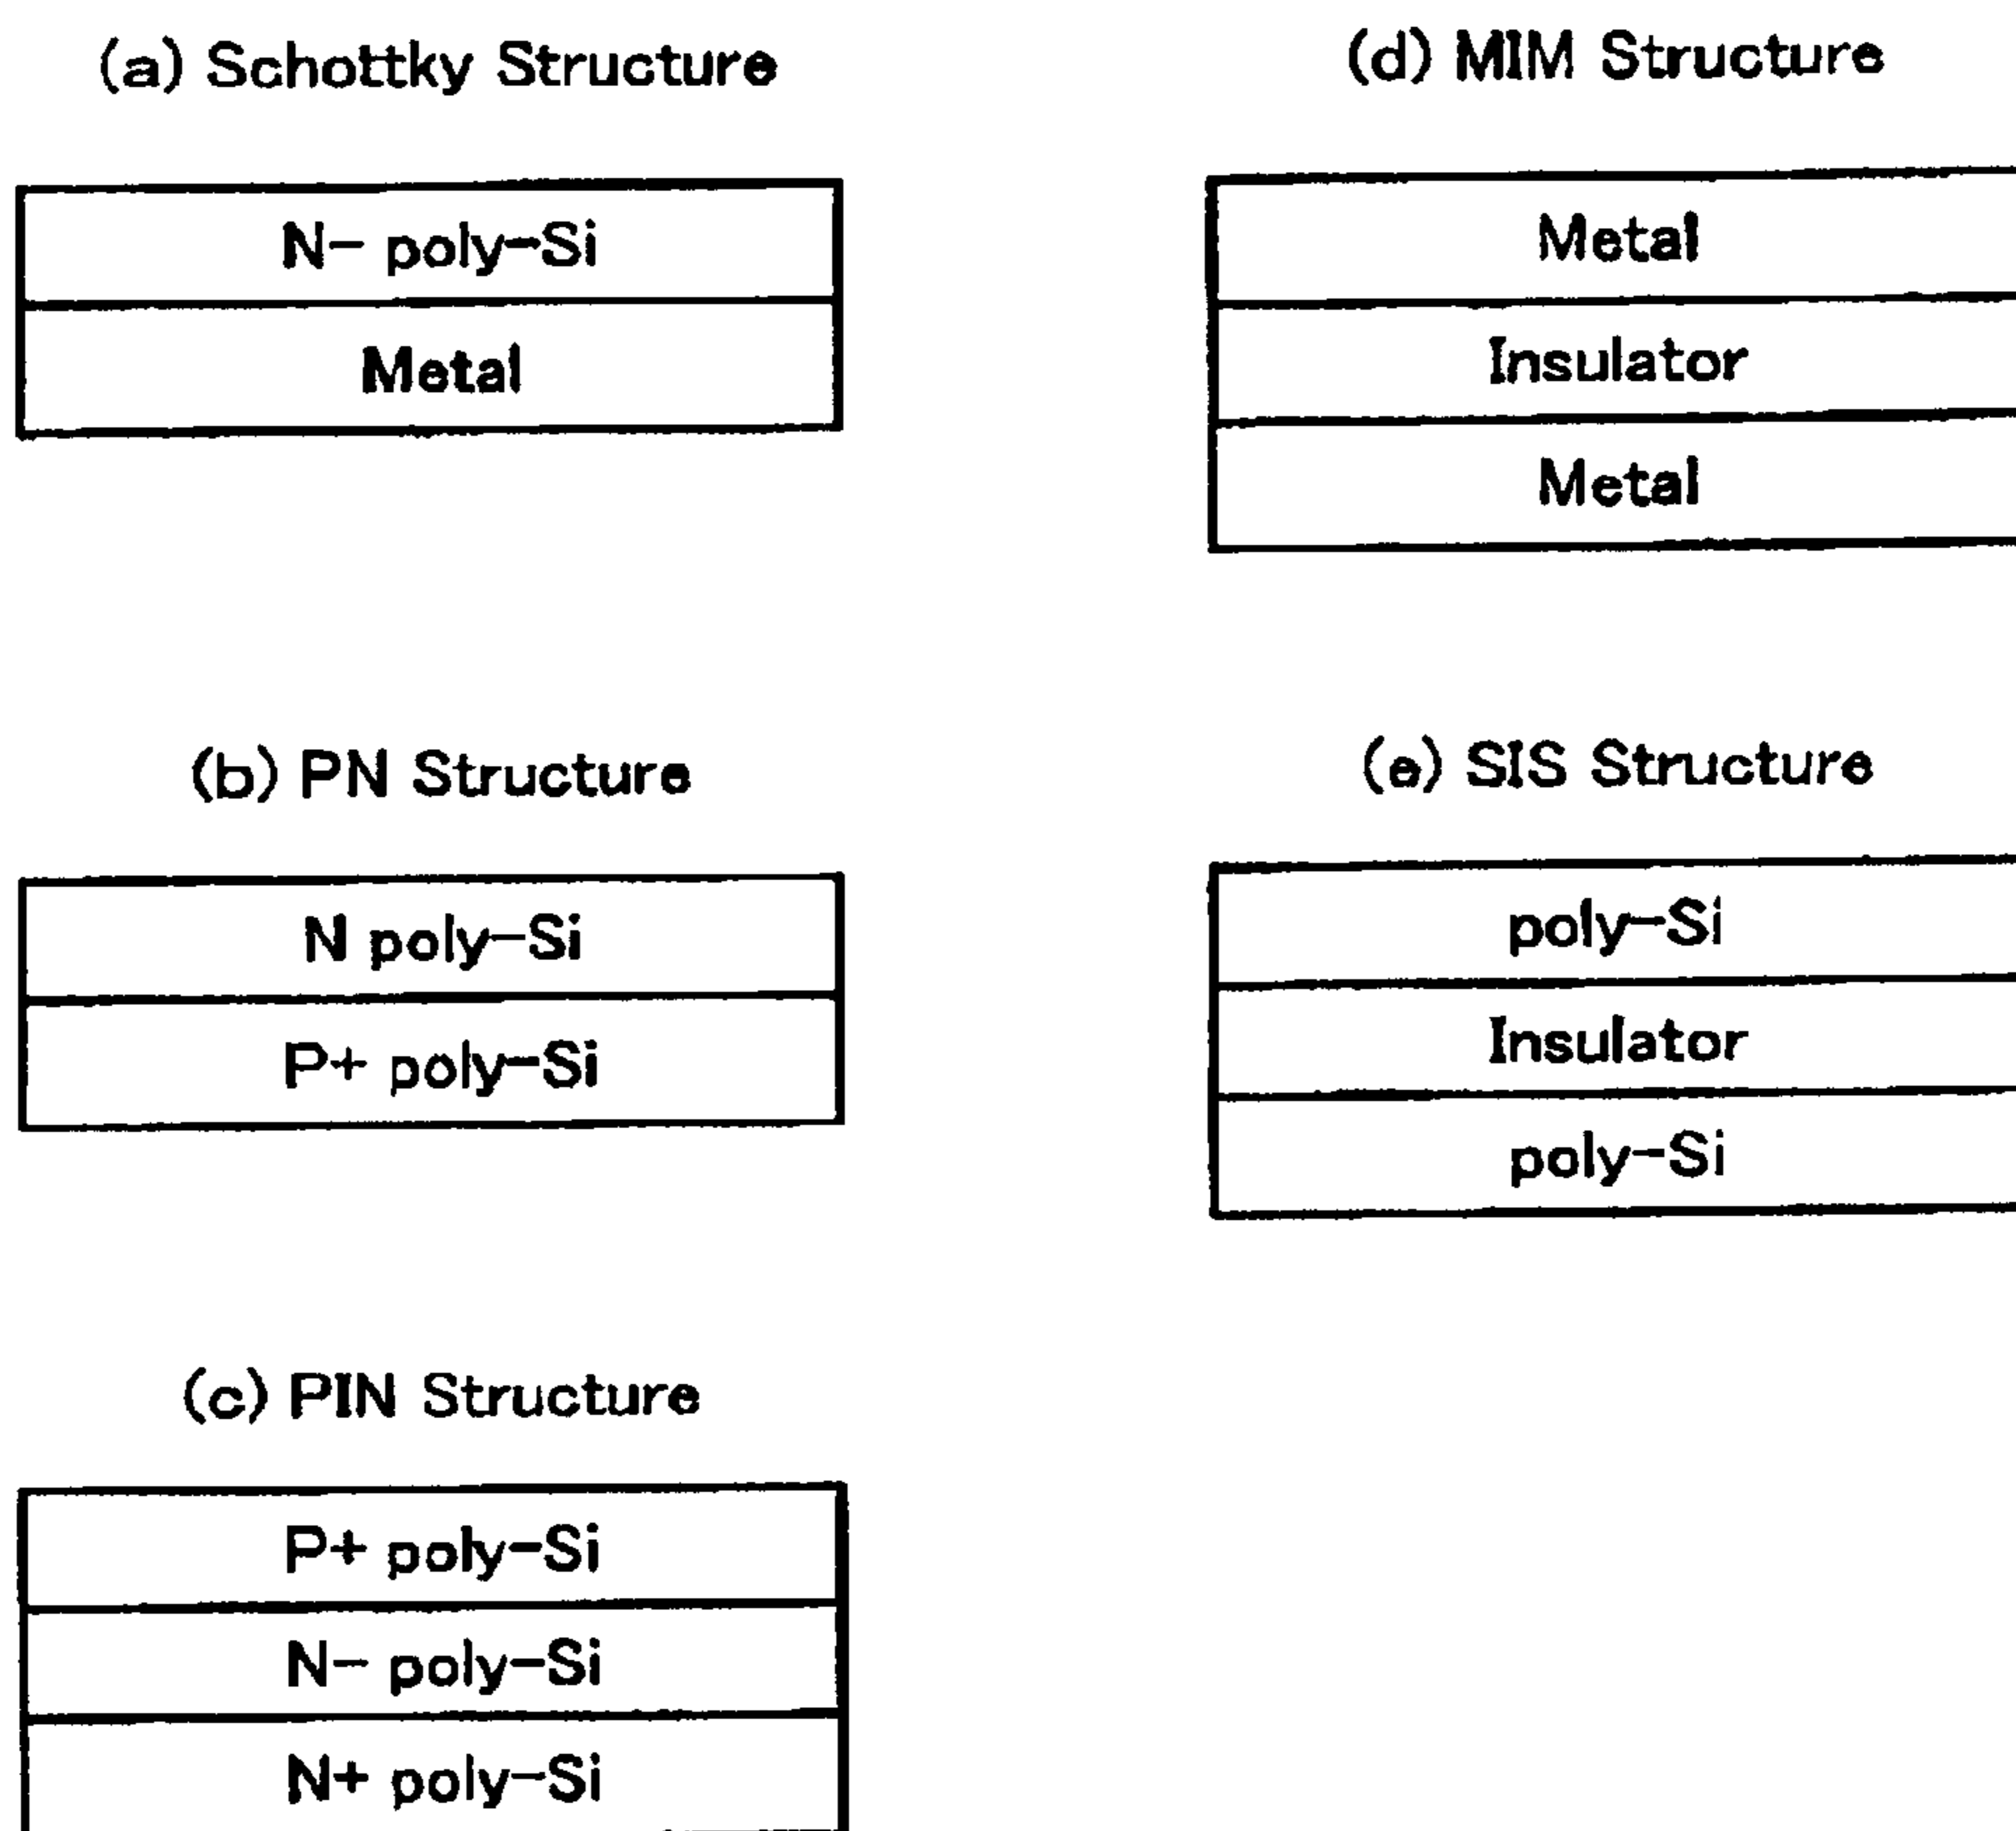 (a) Schottky Structure
N- poly-Si
Metal
(b) PN Structure
N poly-Si
P+ poly-Si
(c) PIN Structure
P+ poly-Si
N- poly-Si
N+ poly-Si
(d) MIM Structure
Metal
Insulator
Metal
(e) SIS Structure
poly-Si
Insulator
poly-Si